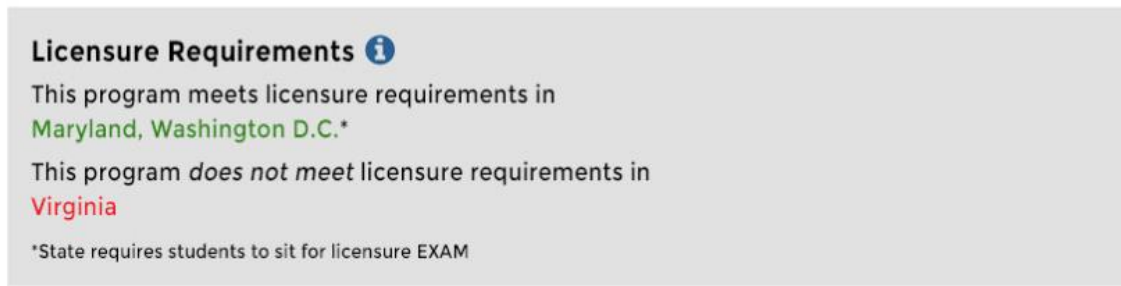 Licensure Requirements
This program meets licensure requirements in
Maryland, Washington D.C.*
This program does not meet licensure requirements in
Virginia
*State requires students to sit for licensure EXAM